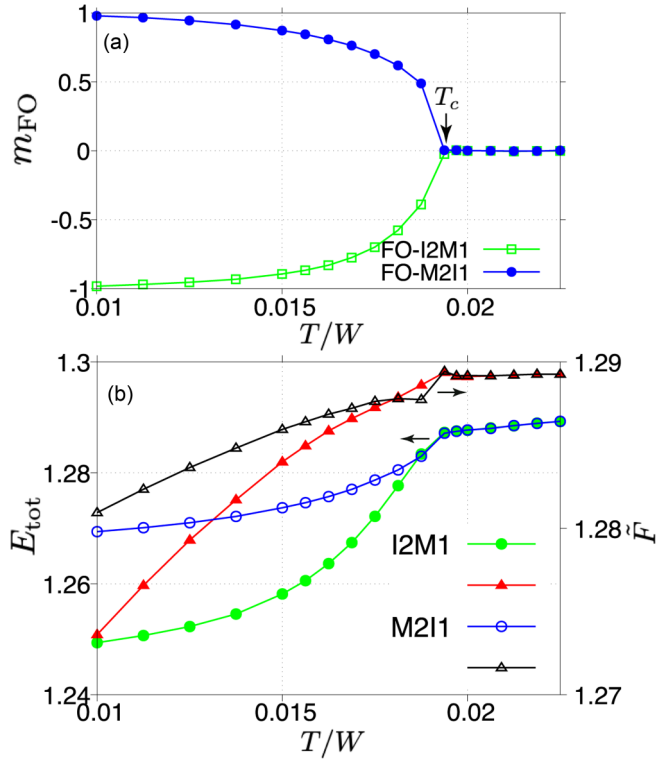 (a)
1
0.5
0
-0.5
-1
m_FO
T_c
FO-I2M1
FO-M2I1
0.01 0.015 0.02
T/W
(b)
1.3
1.28
1.26
1.24
E_tot
1.29
1.28
1.27
F̃
I2M1
M2I1
0.01 0.015 0.02
T/W